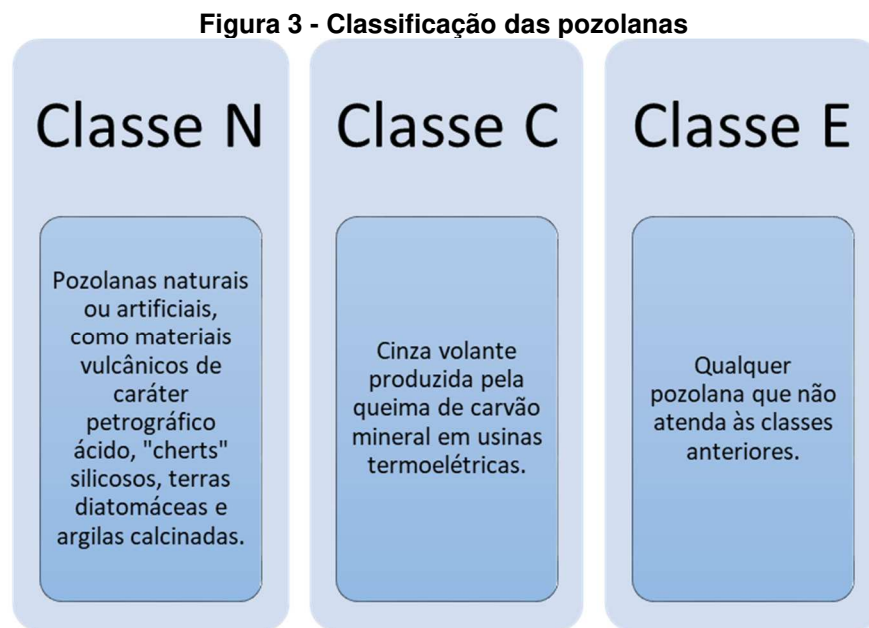 Figura 3 - Classificação das pozolanas
Classe N
Pozolanas naturais
ou artificiais,
como materiais
vulcânicos de
caráter
petrográfico
ácido, "cherts"
silicosos, terras
diatomáceas e
argilas calcinadas.
Classe C
Cinza volante
produzida pela
queima de carvão
mineral em usinas
termoelétricas.
Classe E
Qualquer
pozolana que não
atenda às classes
anteriores.